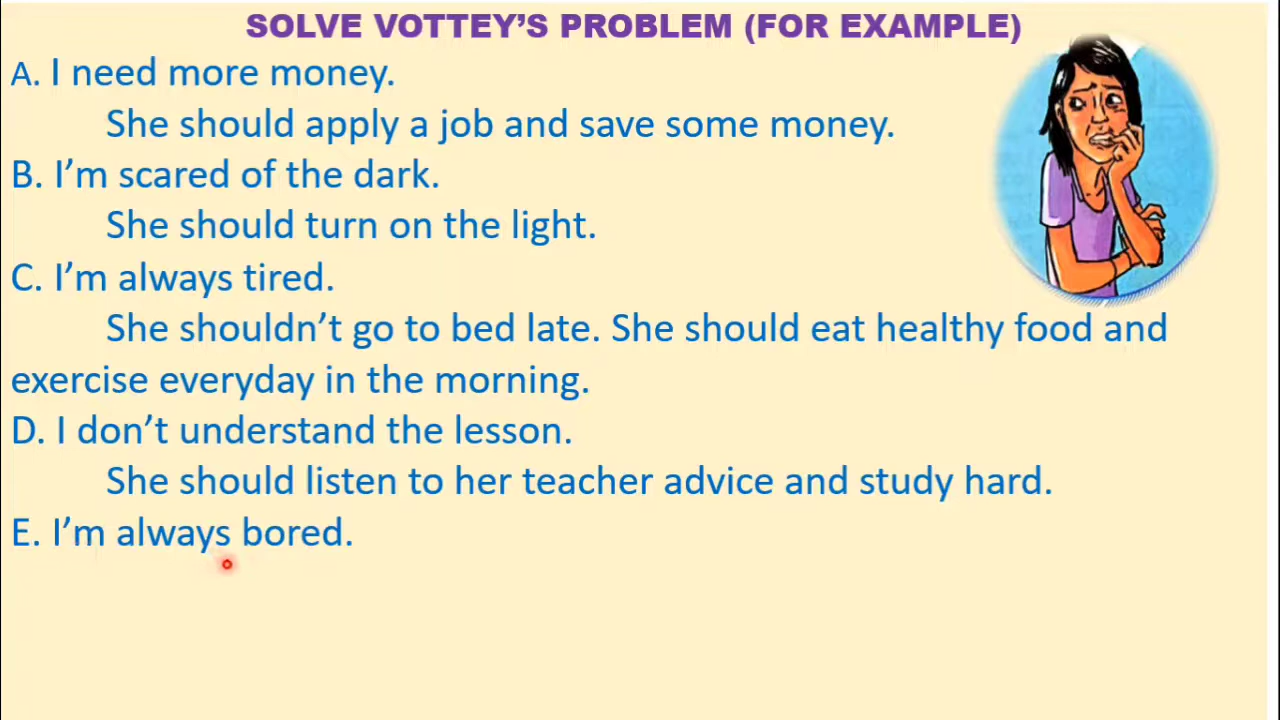 SOLVE VOTTEY’S PROBLEM (FOR EXAMPLE)
A. I need more money.
She should apply a job and save some money.
B. I’m scared of the dark.
She should turn on the light.
C. I’m always tired.
She shouldn’t go to bed late. She should eat healthy food and
exercise everyday in the morning.
D. I don’t understand the lesson.
She should listen to her teacher advice and study hard.
E. I’m always bored.